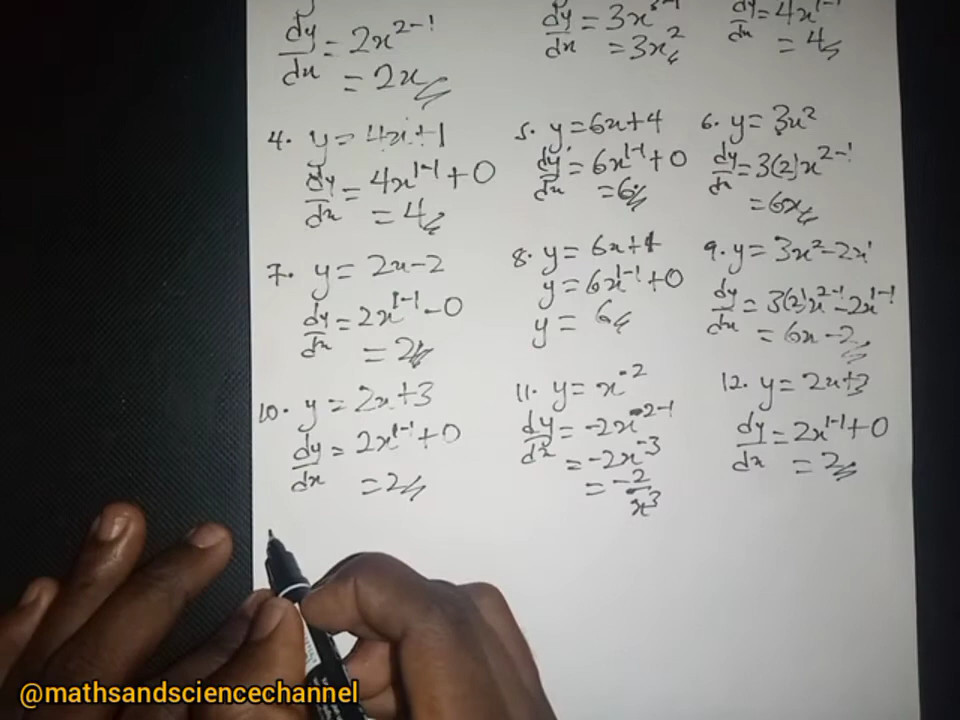 dy/dx = 2x^{2-1}
= 2x
dy/dx = 3x^{3-1}
= 3x^2
dy/dx = 4x^{1-1}
= 4
4. y = 4x+1
dy/dx = 4x^{1-1} + 0
= 4
5. y = 6x+4
dy/dx = 6x^{1-1} + 0
= 6
6. y = 3x^2
dy/dx = 3(2)x^{2-1}
= 6x
7. y = 2x-2
dy/dx = 2x^{1-1} - 0
= 2
8. y = 6x+4
y = 6x^{1-1} + 0
y = 6
9. y = 3x^2 - 2x^1
dy/dx = 3(2)x^{2-1} - 2x^{1-1}
= 6x - 2
10. y = 2x+3
dy/dx = 2x^{1-1} + 0
= 2
11. y = x^{-2}
dy/dx = -2x^{-2-1}
= -2x^{-3}
= -2/x^3
12. y = 2x+3
dy/dx = 2x^{1-1} + 0
= 2
@mathsandsciencechannel